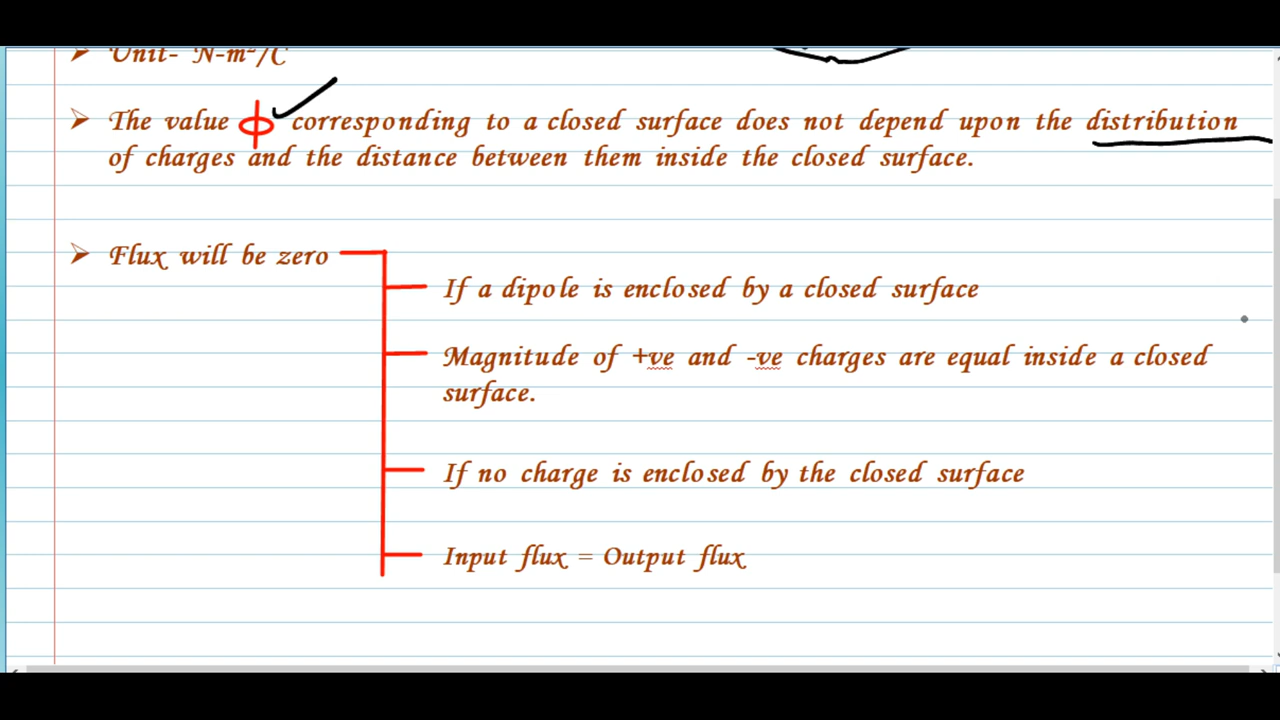 Unit- N-m²/C
The value ϕ corresponding to a closed surface does not depend upon the distribution
of charges and the distance between them inside the closed surface.
Flux will be zero
If a dipole is enclosed by a closed surface
Magnitude of +ve and -ve charges are equal inside a closed
surface.
If no charge is enclosed by the closed surface
Input flux = Output flux